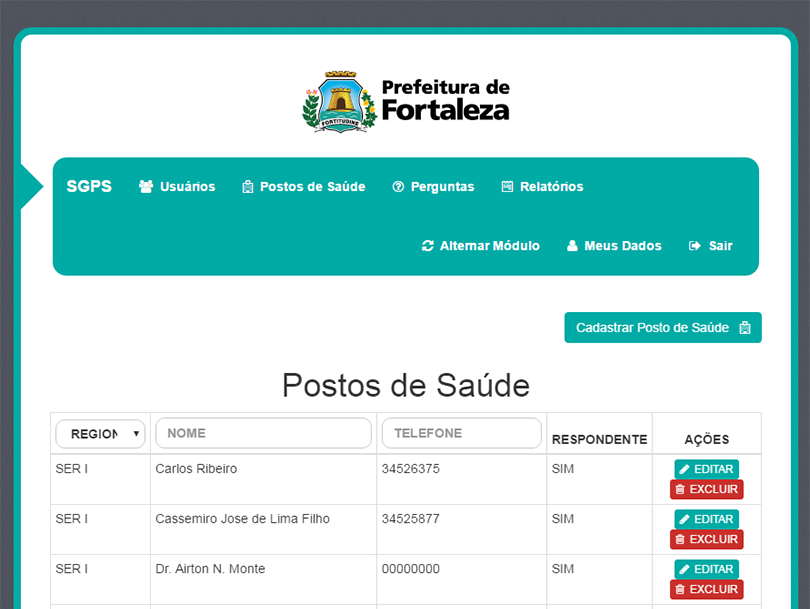 FORTITUDINE
Prefeitura de
Fortaleza
SGPS Usuários Postos de Saúde Perguntas Relatórios
Alternar Módulo Meus Dados Sair
Cadastrar Posto de Saúde
Postos de Saúde
REGION NOME TELEFONE RESPONDENTE AÇÕES
SER I Carlos Ribeiro 34526375 SIM EDITAR
EXCLUIR
SER I Cassemiro Jose de Lima Filho 34525877 SIM EDITAR
EXCLUIR
SER I Dr. Airton N. Monte 00000000 SIM EDITAR
EXCLUIR